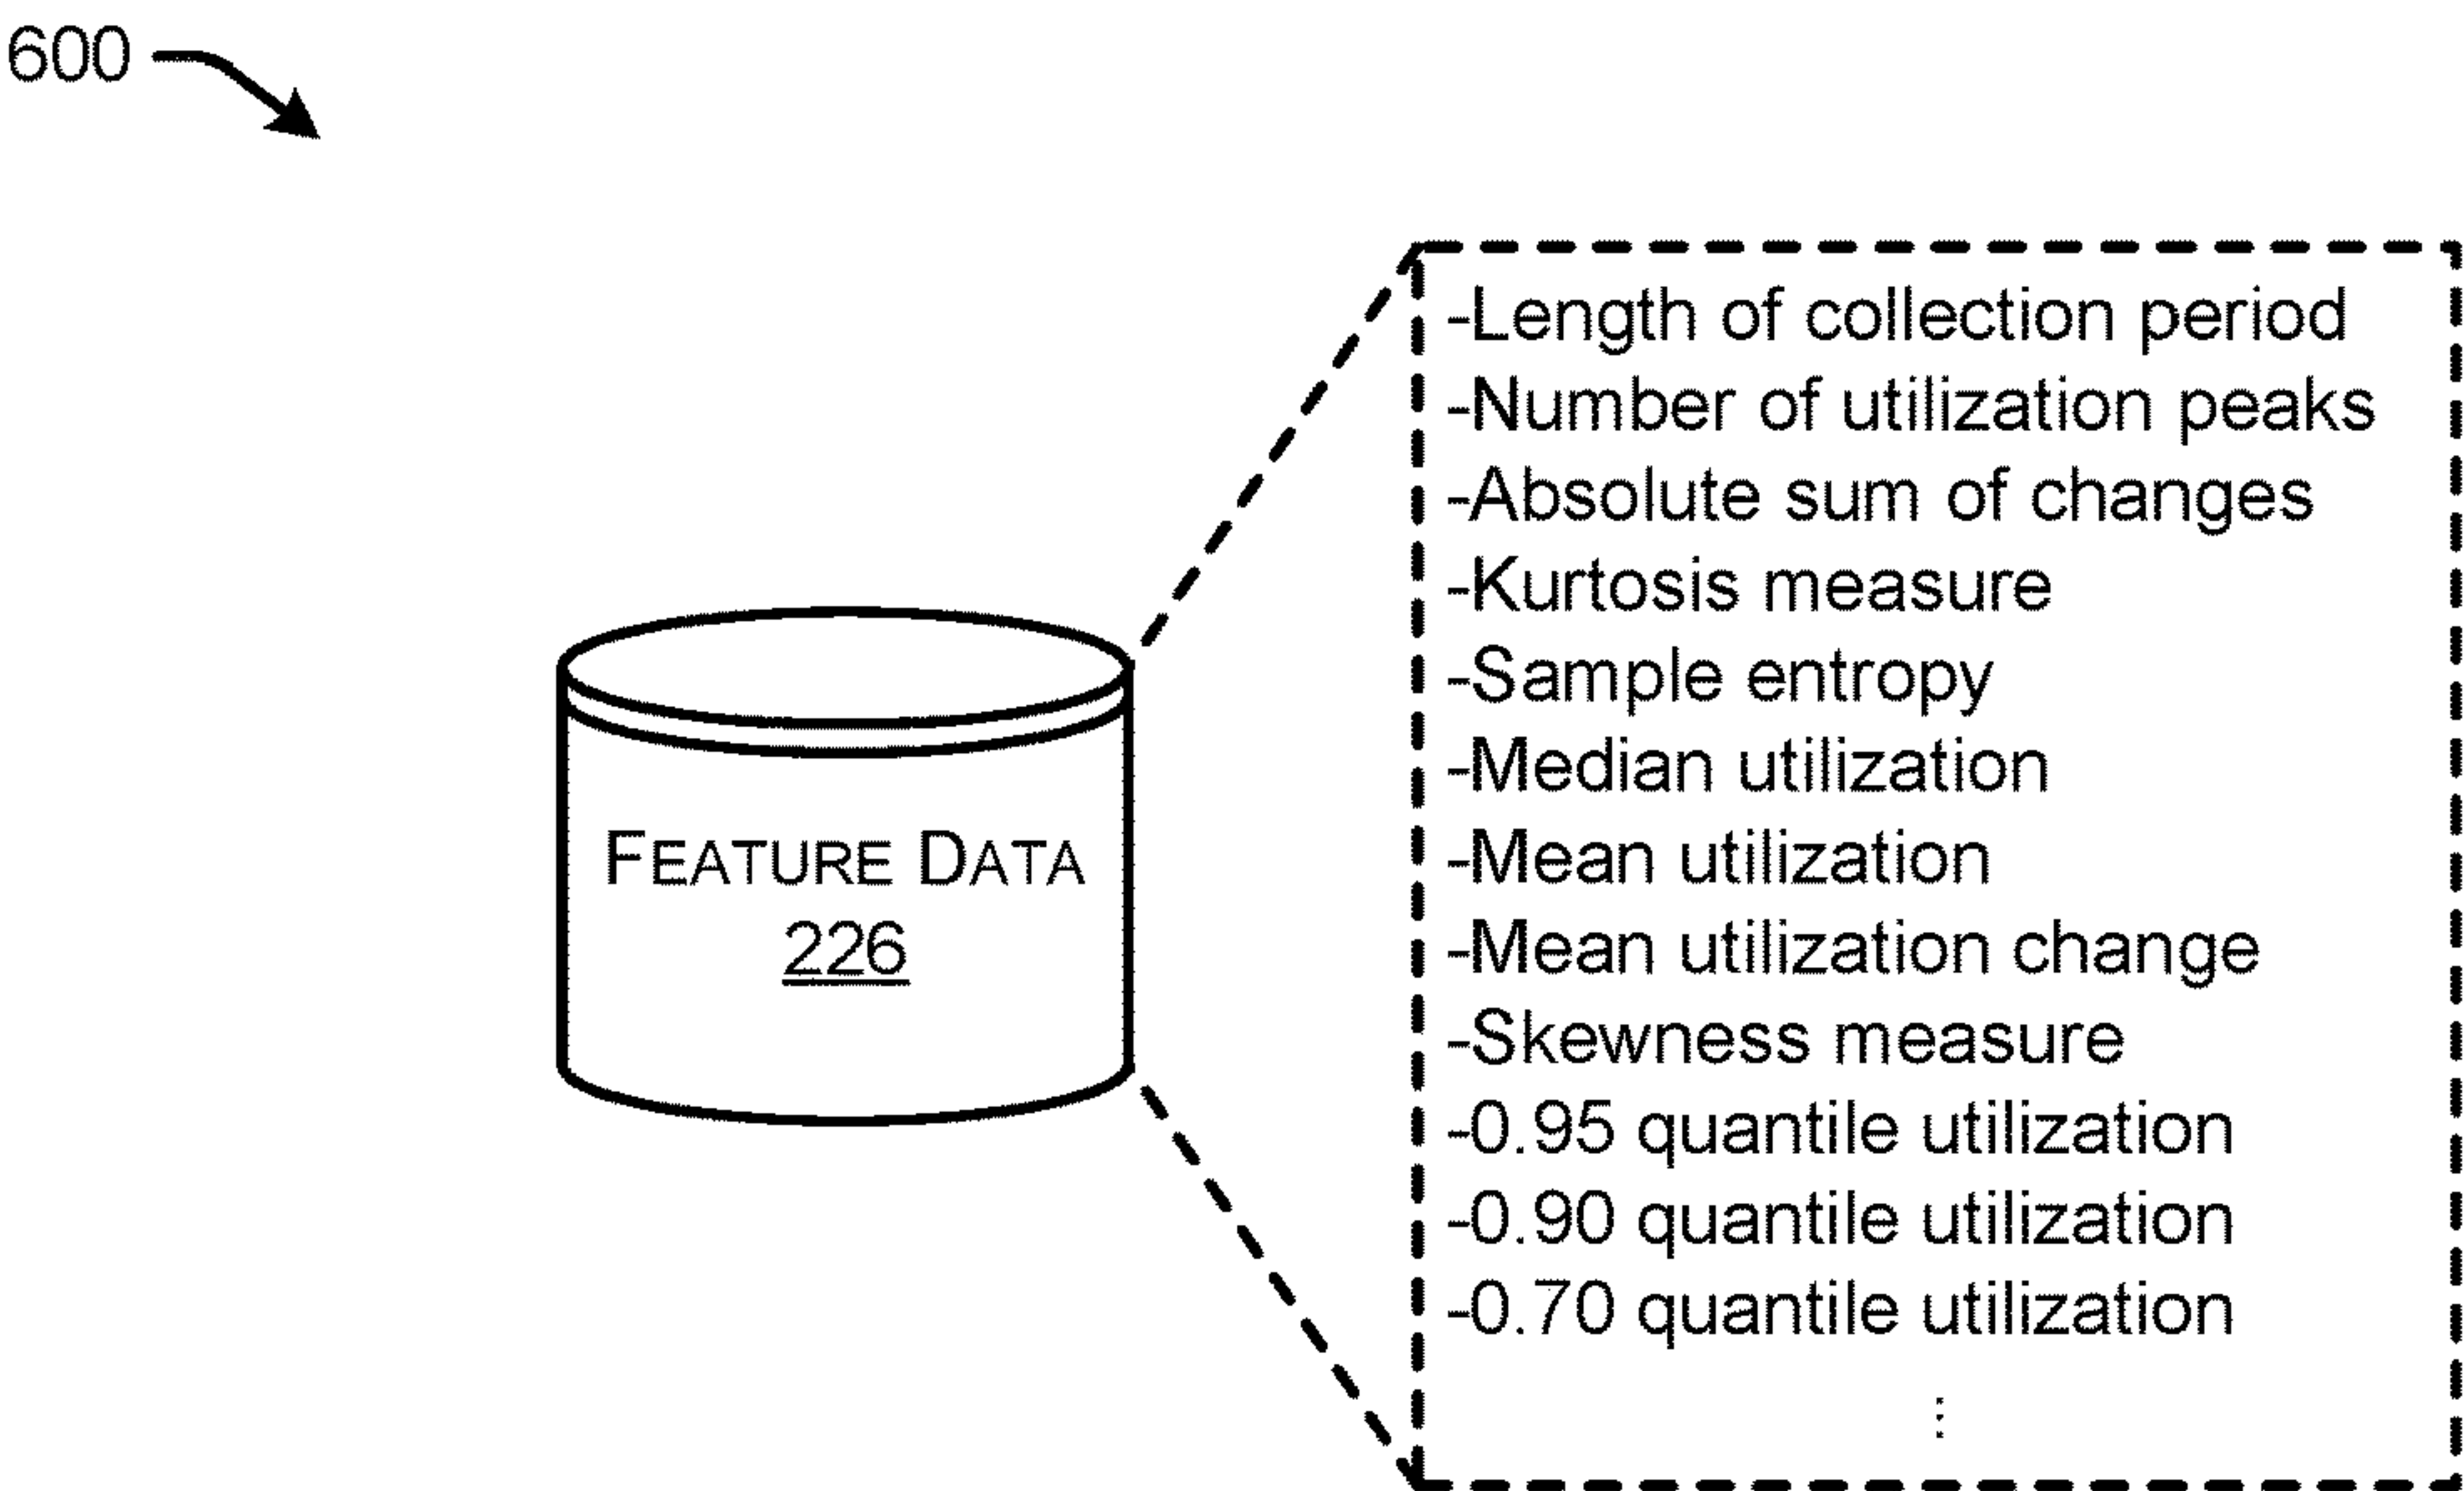 600
-Length of collection period
-Number of utilization peaks
-Absolute sum of changes
-Kurtosis measure
-Sample entropy
-Median utilization
-Mean utilization
-Mean utilization change
-Skewness measure
-0.95 quantile utilization
-0.90 quantile utilization
-0.70 quantile utilization
⋮
FEATURE DATA
226